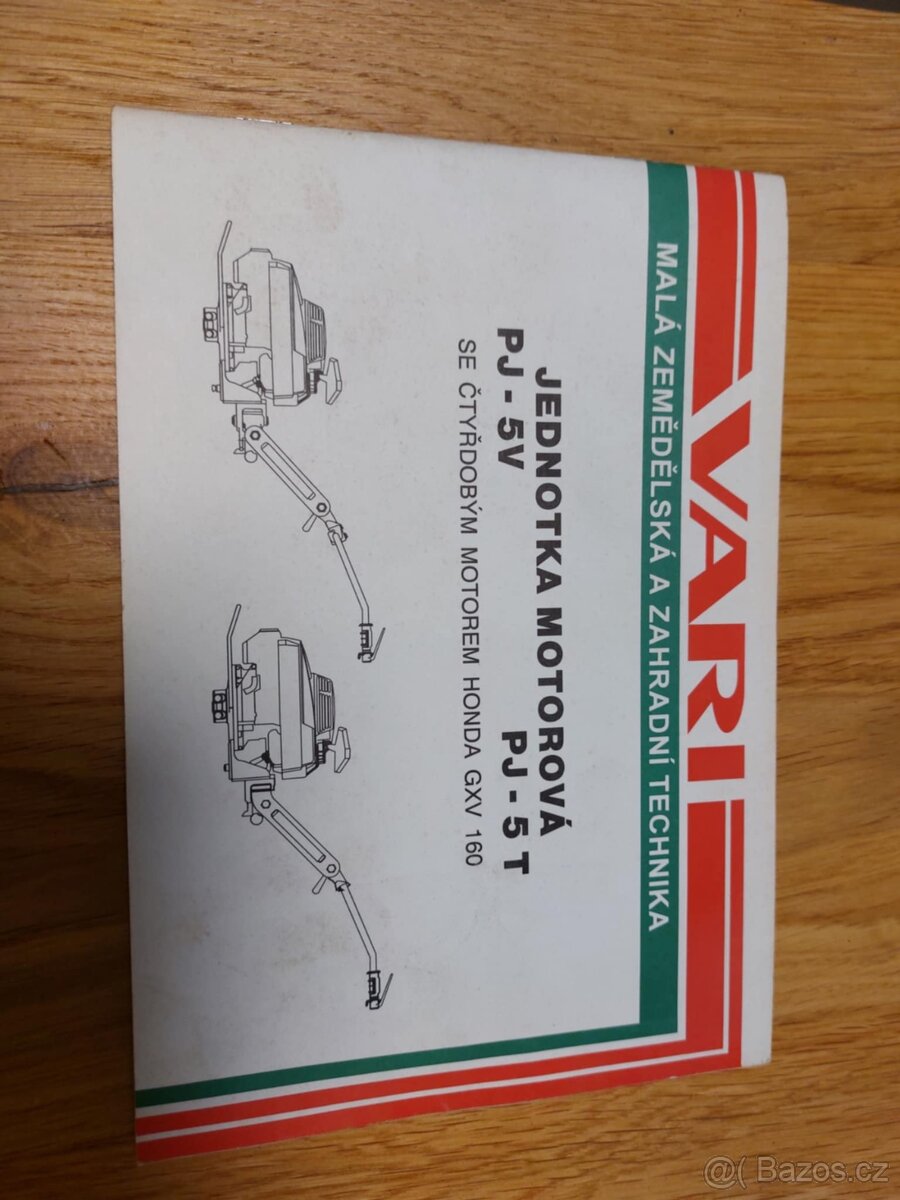 VARI
MALÁ ZEMĚDĚLSKÁ A ZAHRADNÍ TECHNIKA
JEDNOTKA MOTOROVÁ
PJ - 5V PJ - 5 T
SE ČTYŘDOBÝM MOTOREM HONDA GXV 160
@( Bazos.cz